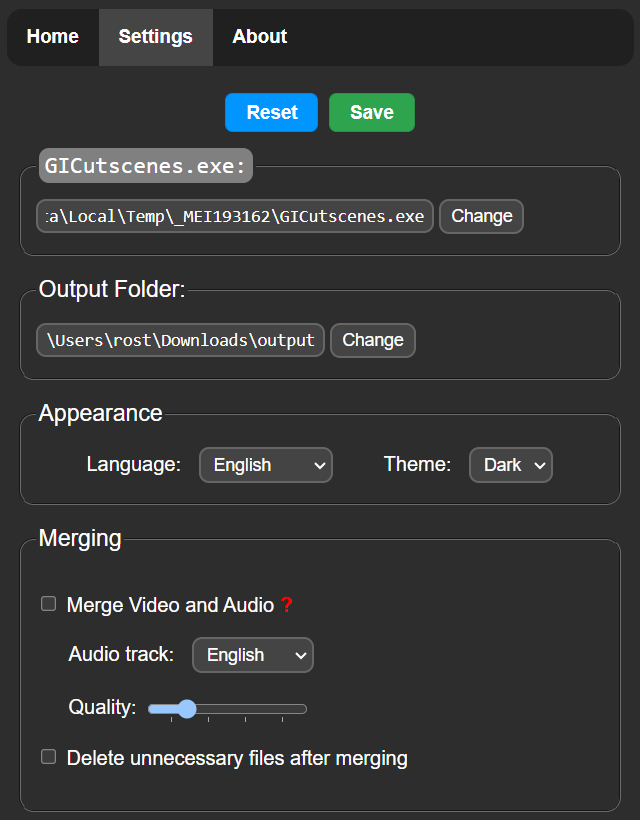 Home Settings About
Reset Save
GICutscenes.exe:
a\Local\Temp\_MEI193162\GICutscenes.exe Change
Output Folder:
\Users\rost\Downloads\output Change
Appearance
Language: English Theme: Dark
Merging
Merge Video and Audio ?
Audio track: English
Quality:
Delete unnecessary files after merging